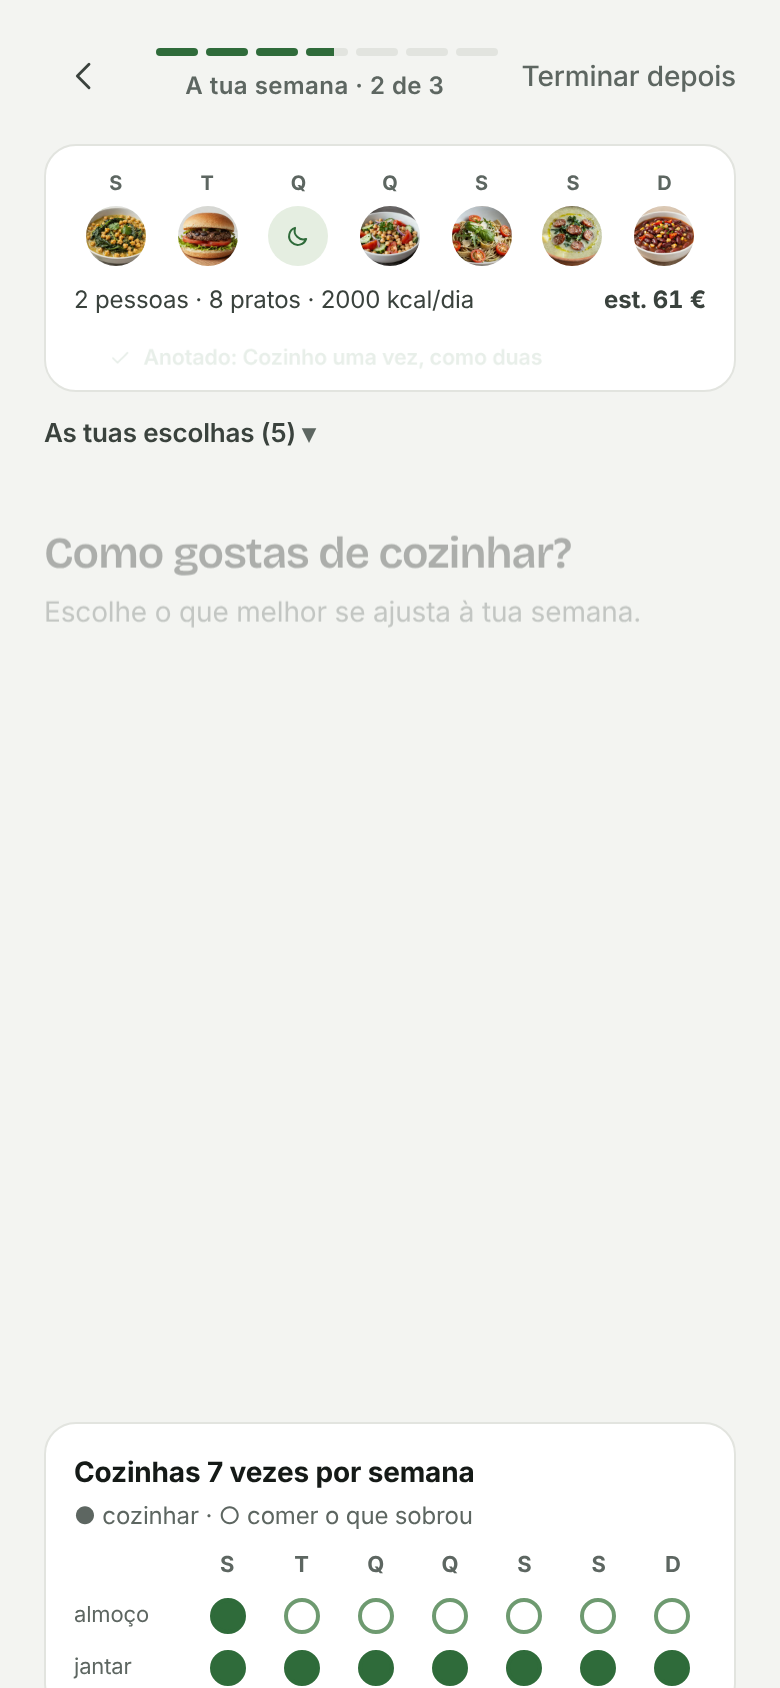 A tua semana · 2 de 3
Terminar depois
S T Q Q S S D
2 pessoas · 8 pratos · 2000 kcal/dia est. 61 €
Anotado: Cozinho uma vez, como duas
As tuas escolhas (5) ▾
Como gostas de cozinhar?
Escolhe o que melhor se ajusta à tua semana.
Cozinhas 7 vezes por semana
● cozinhar · ○ comer o que sobrou
S T Q Q S S D
almoço
jantar